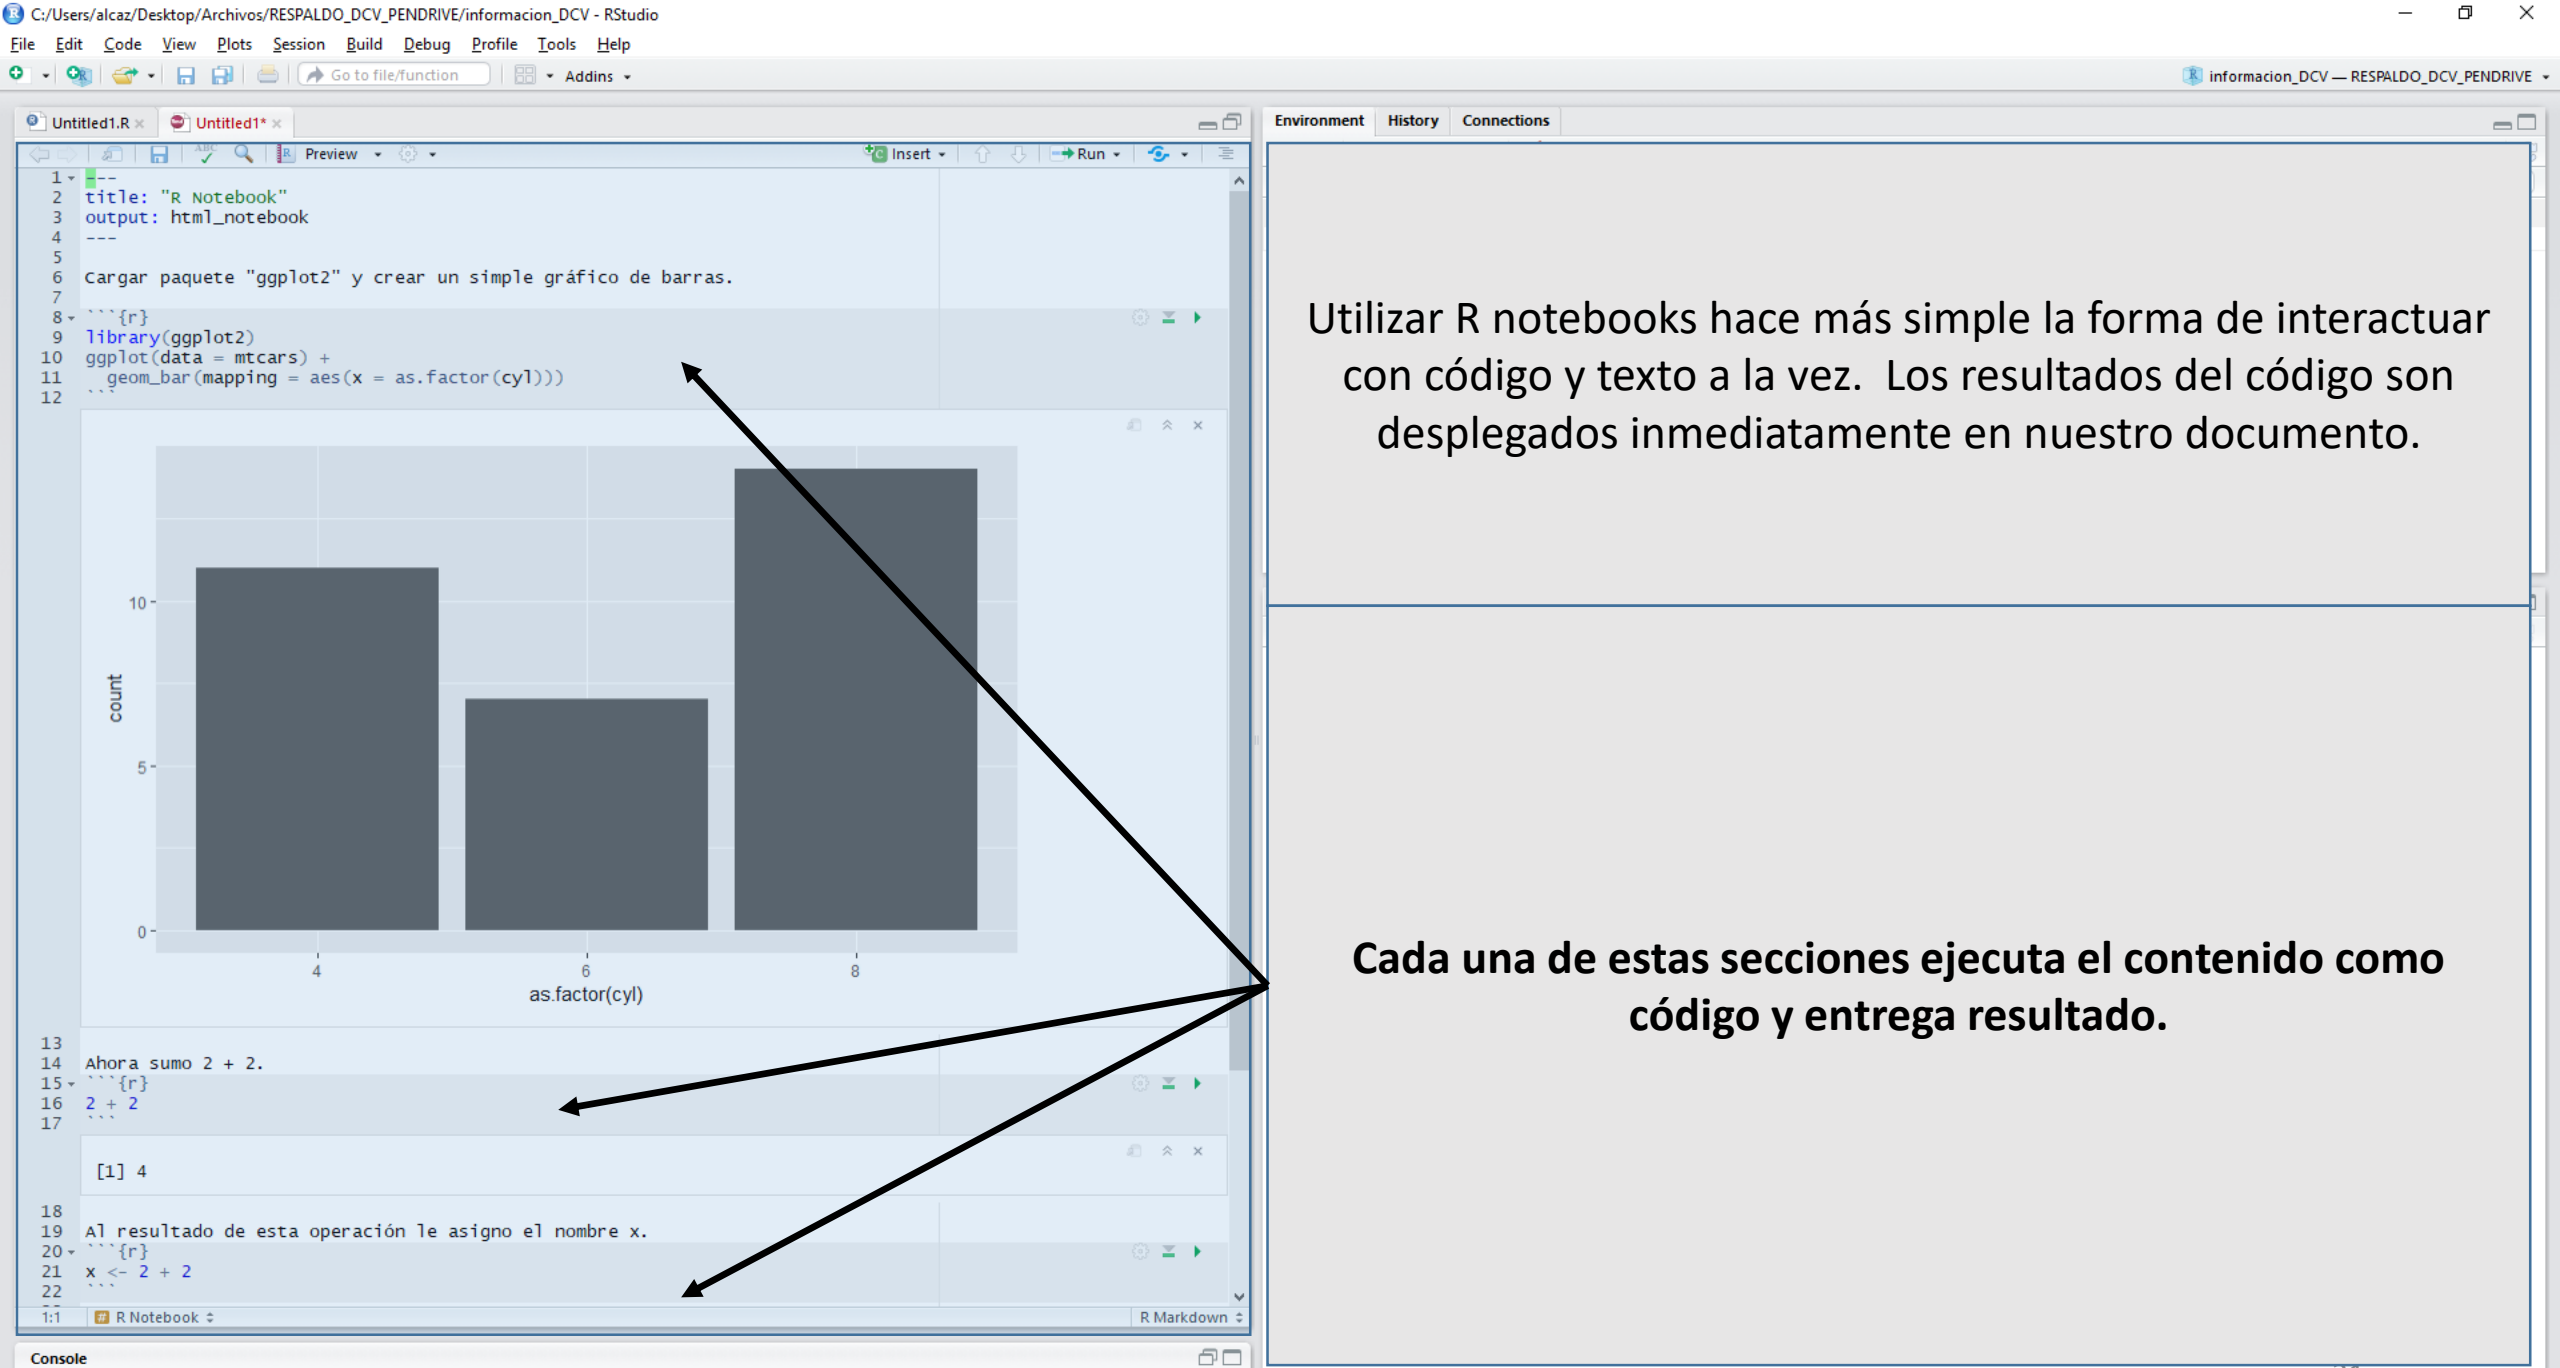 C:/Users/alcaz/Desktop/Archivos/RESPALDO_DCV_PENDRIVE/informacion_DCV - RStudio
File Edit Code View Plots Session Build Debug Profile Tools Help
Go to file/function Addins
informacion_DCV — RESPALDO_DCV_PENDRIVE
Untitled1.R Untitled1*
Preview Insert Run
1 ---
2 title: "R Notebook"
3 output: html_notebook
4 ---
5
6 Cargar paquete "ggplot2" y crear un simple gráfico de barras.
7
8 ```{r}
9 library(ggplot2)
10 ggplot(data = mtcars) +
11 geom_bar(mapping = aes(x = as.factor(cyl)))
12 ```
10
5
0
count
4 6 8
as.factor(cyl)
13
14 Ahora sumo 2 + 2.
15 ```{r}
16 2 + 2
17 ```
[1] 4
18
19 Al resultado de esta operación le asigno el nombre x.
20 ```{r}
21 x <- 2 + 2
22 ```
1:1 R Notebook R Markdown
Console
Environment History Connections
Utilizar R notebooks hace más simple la forma de interactuar
con código y texto a la vez. Los resultados del código son
desplegados inmediatamente en nuestro documento.
Cada una de estas secciones ejecuta el contenido como
código y entrega resultado.